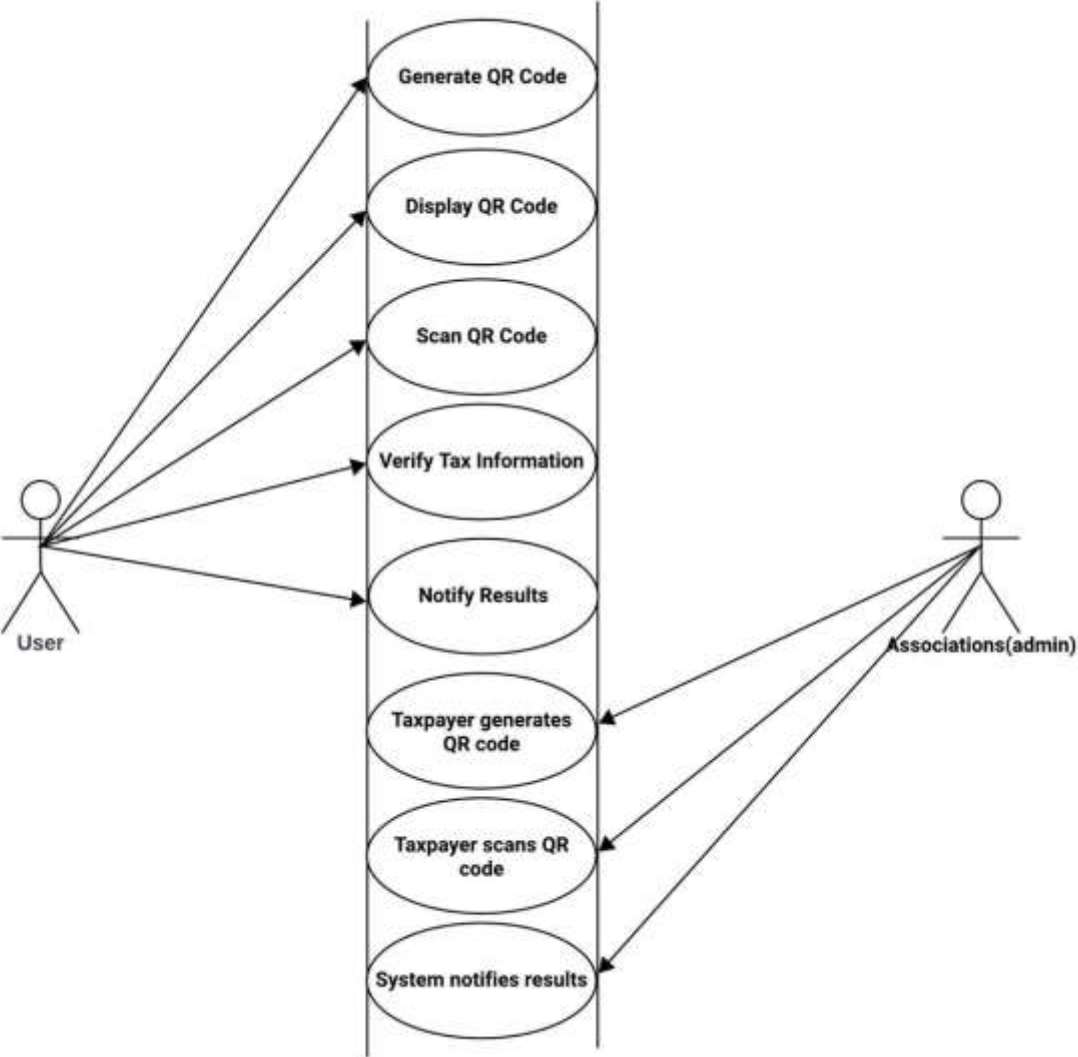 Generate QR Code
Display QR Code
Scan QR Code
Verify Tax Information
Notify Results
User
Associations(admin)
Taxpayer generates
QR code
Taxpayer scans QR
code
System notifies results